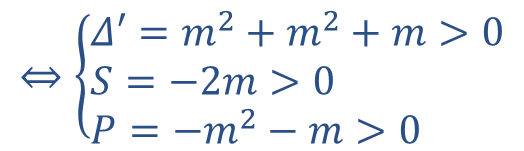 Δ′ = m² + m² + m > 0
⇔ { S = −2m > 0
P = −m² − m > 0